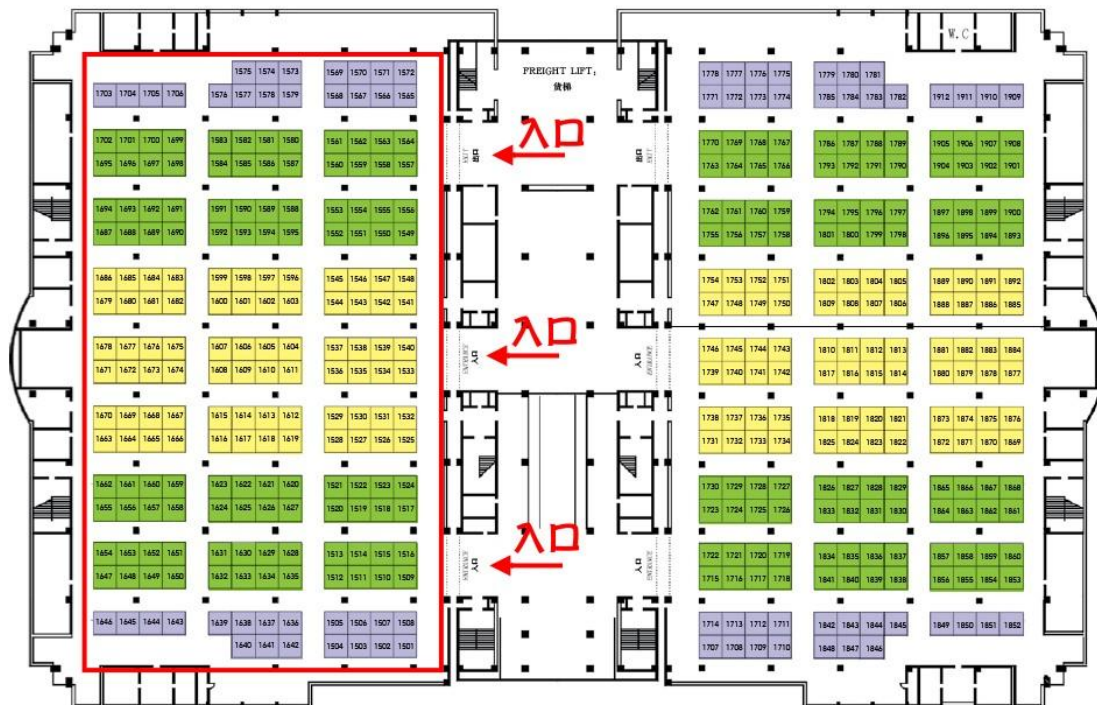 W.C
1575 1574 1573 1569 1570 1571 1572 FREIGHT LIFT; 1778 1777 1776 1775 1779 1780 1781
货梯
1703 1704 1705 1706 1576 1577 1578 1579 1568 1567 1566 1565 1771 1772 1773 1774 1785 1784 1783 1782 1912 1911 1910 1909
入口
1702 1701 1700 1699 1583 1582 1581 1580 1561 1562 1563 1564 1770 1769 1768 1767 1786 1787 1788 1789 1905 1906 1907 1908
EXIT 出口 出口 EXIT
1695 1696 1697 1698 1584 1585 1586 1587 1560 1559 1558 1557 1763 1764 1765 1766 1793 1792 1791 1790 1904 1903 1902 1901
1694 1693 1692 1691 1591 1590 1589 1588 1553 1554 1555 1556 1762 1761 1760 1759 1794 1795 1796 1797 1897 1898 1899 1900
1687 1688 1689 1690 1592 1593 1594 1595 1552 1551 1550 1549 1755 1756 1757 1758 1801 1800 1799 1798 1896 1895 1894 1893
1686 1685 1684 1683 1599 1598 1597 1596 1545 1546 1547 1548 1754 1753 1752 1751 1802 1803 1804 1805 1889 1890 1891 1892
1679 1680 1681 1682 1600 1601 1602 1603 1544 1543 1542 1541 1747 1748 1749 1750 1809 1808 1807 1806 1888 1887 1886 1885
入口
1678 1677 1676 1675 1607 1606 1605 1604 1537 1538 1539 1540 1746 1745 1744 1743 1810 1811 1812 1813 1881 1882 1883 1884
ENTRANCE 入口 入口 ENTRANCE
1671 1672 1673 1674 1608 1609 1610 1611 1536 1535 1534 1533 1739 1740 1741 1742 1817 1816 1815 1814 1880 1879 1878 1877
1670 1669 1668 1667 1615 1614 1613 1612 1529 1530 1531 1532 1738 1737 1736 1735 1818 1819 1820 1821 1873 1874 1875 1876
1663 1664 1665 1666 1616 1617 1618 1619 1528 1527 1526 1525 1731 1732 1733 1734 1825 1824 1823 1822 1872 1871 1870 1869
1662 1661 1660 1659 1623 1622 1621 1620 1521 1522 1523 1524 1730 1729 1728 1727 1826 1827 1828 1829 1865 1866 1867 1868
1655 1656 1657 1658 1624 1625 1626 1627 1520 1519 1518 1517 1723 1724 1725 1726 1833 1832 1831 1830 1864 1863 1862 1861
入口
1654 1653 1652 1651 1631 1630 1629 1628 1513 1514 1515 1516 1722 1721 1720 1719 1834 1835 1836 1837 1857 1858 1859 1860
ENTRANCE 入口 入口 ENTRANCE
1647 1648 1649 1650 1632 1633 1634 1635 1512 1511 1510 1509 1715 1716 1717 1718 1841 1840 1839 1838 1856 1855 1854 1853
1646 1645 1644 1643 1639 1638 1637 1636 1505 1506 1507 1508 1714 1713 1712 1711 1842 1843 1844 1845 1849 1850 1851 1852
1640 1641 1642 1504 1503 1502 1501 1707 1708 1709 1710 1848 1847 1846